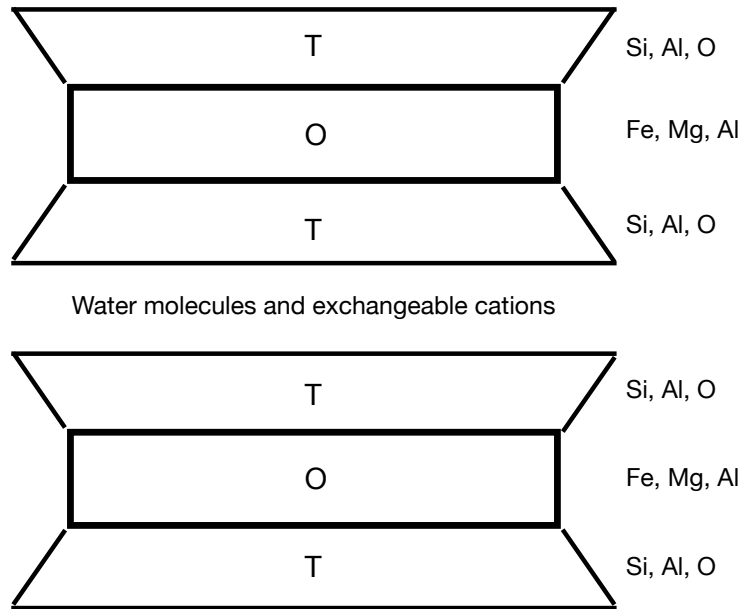 T Si, Al, O
O Fe, Mg, Al
T Si, Al, O
Water molecules and exchangeable cations
T Si, Al, O
O Fe, Mg, Al
T Si, Al, O